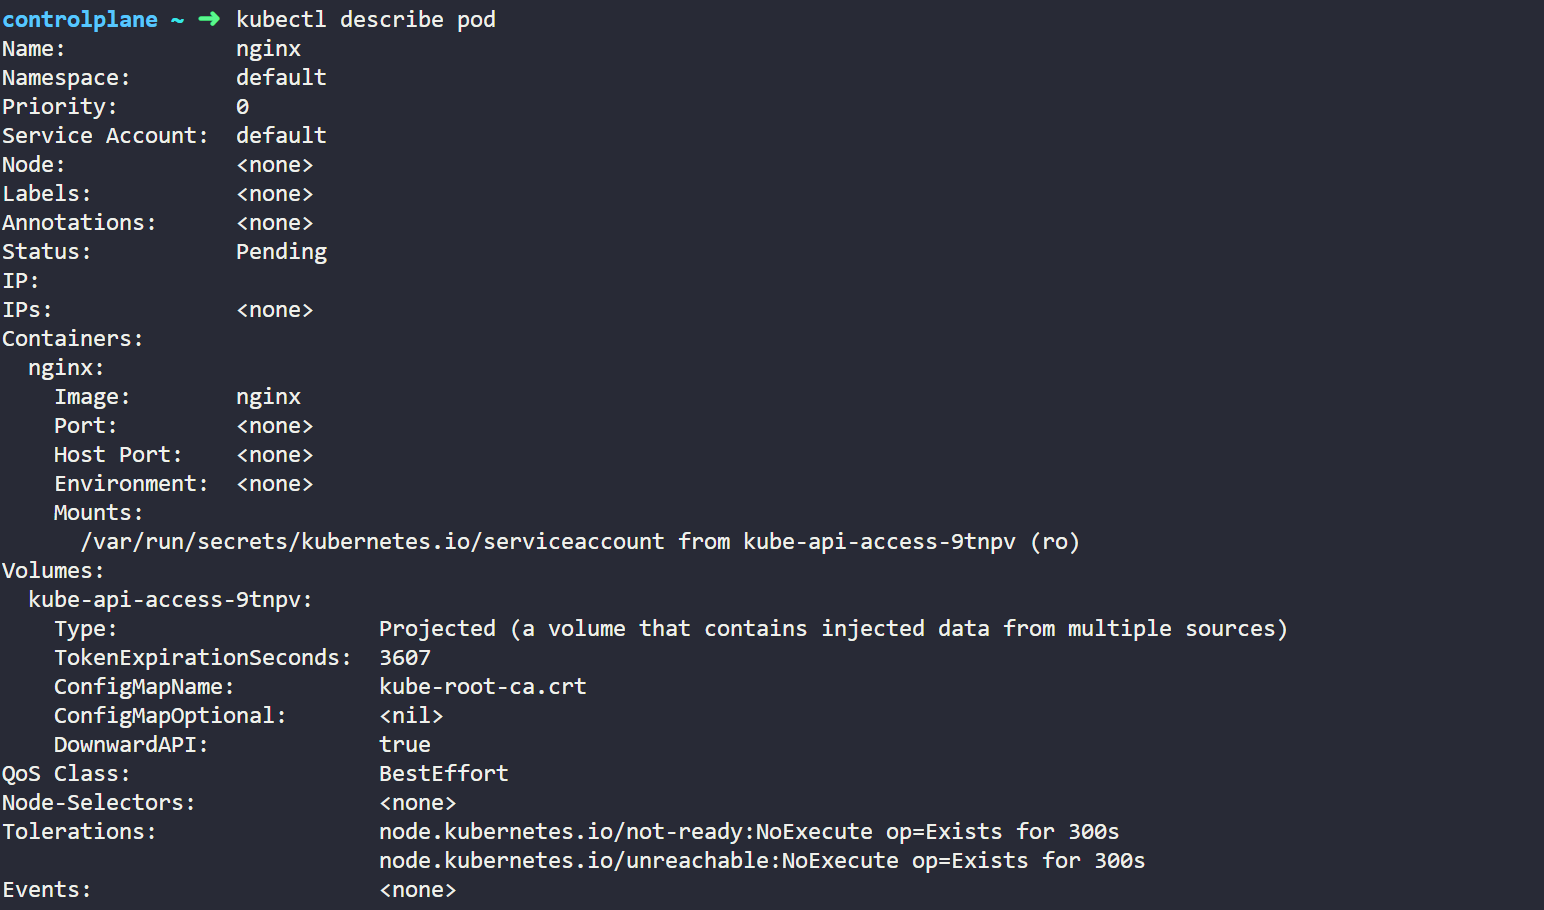 controlplane ~ ➜ kubectl describe pod
Name:             nginx
Namespace:        default
Priority:         0
Service Account:  default
Node:             <none>
Labels:           <none>
Annotations:      <none>
Status:           Pending
IP:
IPs:              <none>
Containers:
  nginx:
    Image:        nginx
    Port:         <none>
    Host Port:    <none>
    Environment:  <none>
    Mounts:
      /var/run/secrets/kubernetes.io/serviceaccount from kube-api-access-9tnpv (ro)
Volumes:
  kube-api-access-9tnpv:
    Type:                    Projected (a volume that contains injected data from multiple sources)
    TokenExpirationSeconds:  3607
    ConfigMapName:           kube-root-ca.crt
    ConfigMapOptional:       <nil>
    DownwardAPI:             true
QoS Class:                   BestEffort
Node-Selectors:              <none>
Tolerations:                 node.kubernetes.io/not-ready:NoExecute op=Exists for 300s
                             node.kubernetes.io/unreachable:NoExecute op=Exists for 300s
Events:                      <none>